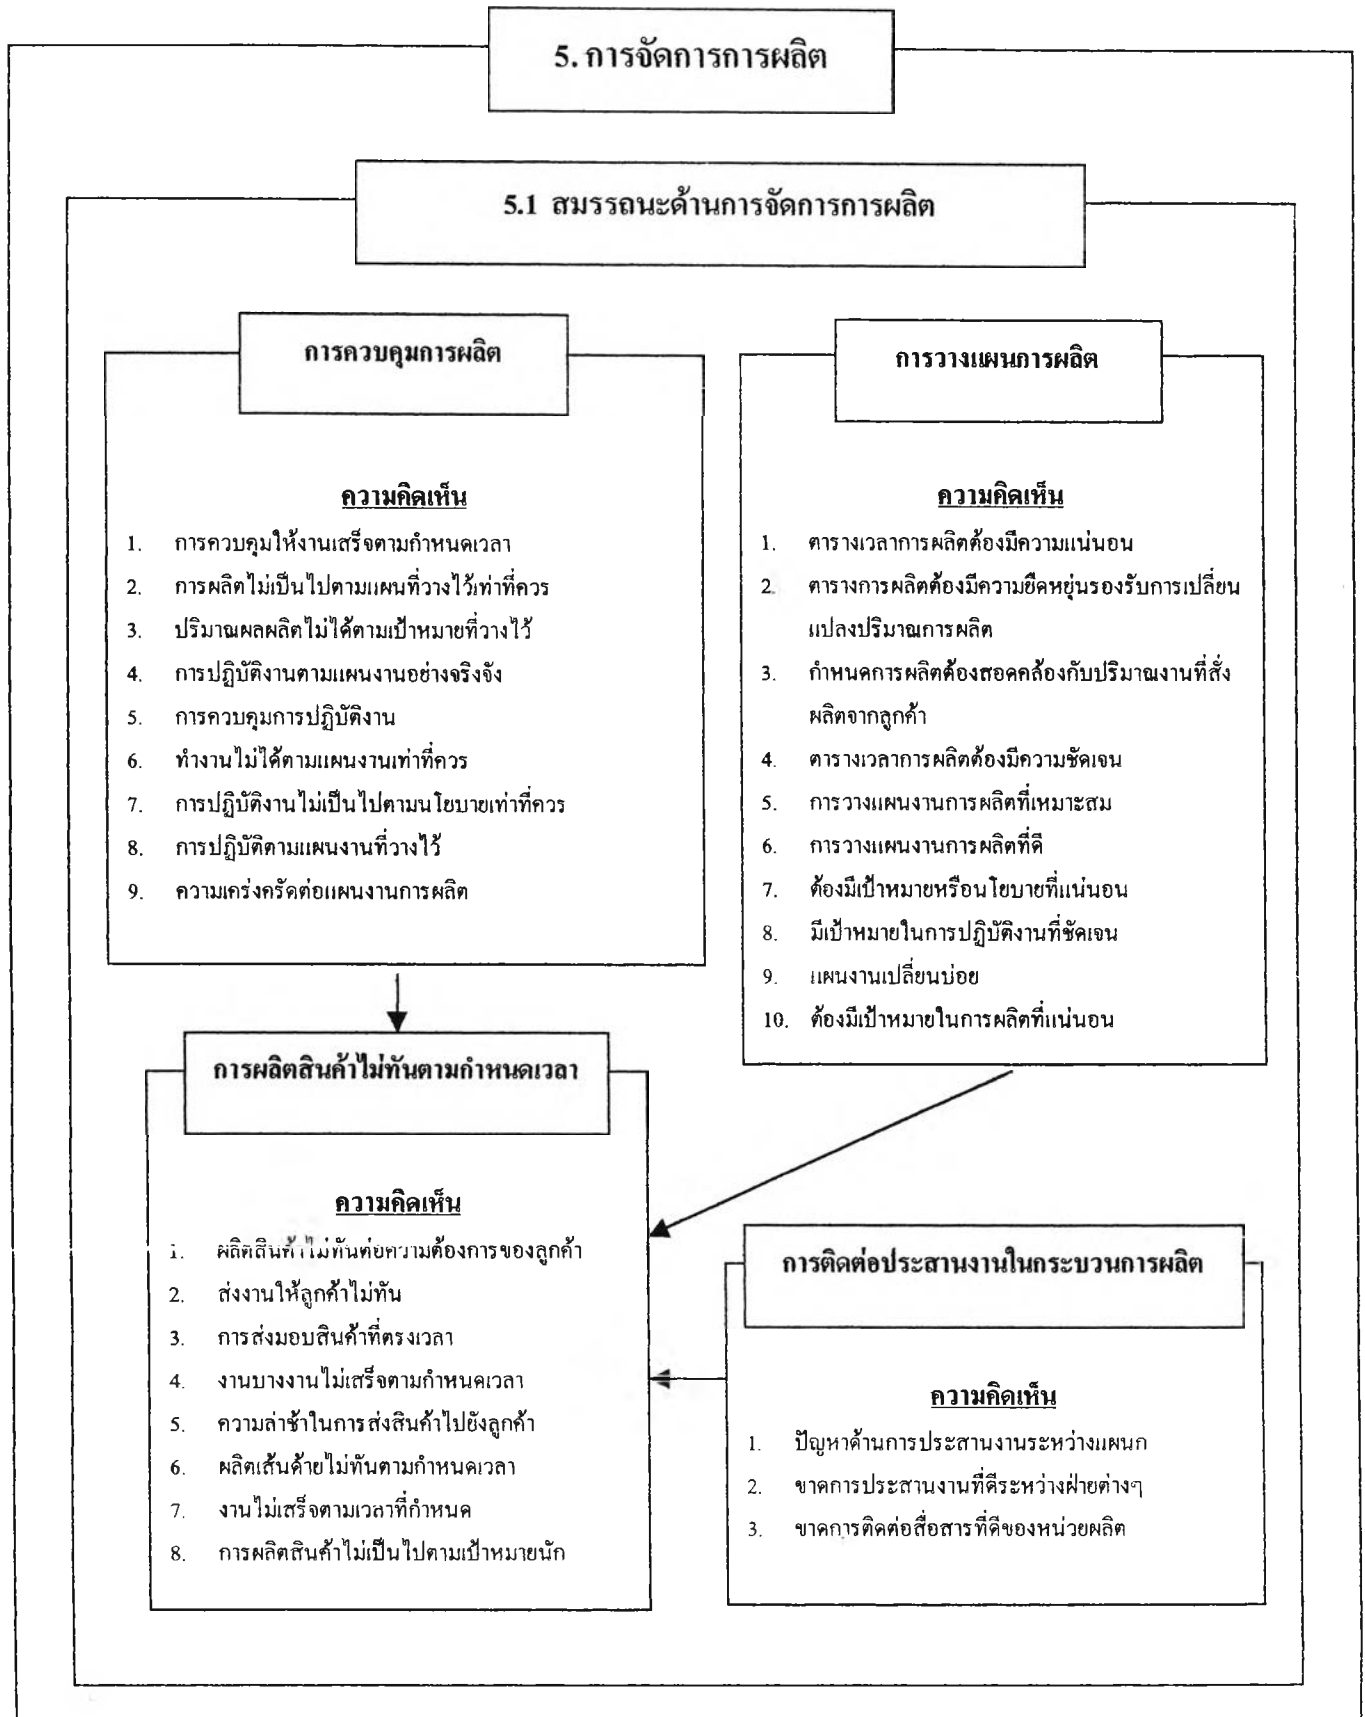 5. การจัดการการผลิต
5.1 สมรรถนะด้านการจัดการการผลิต
การควบคุมการผลิต
ความคิดเห็น
1. การควบคุมให้งานเสร็จตามกำหนดเวลา
2. การผลิตไม่เป็นไปตามแผนที่วางไว้เท่าที่ควร
3. ปริมาณผลผลิตไม่ได้ตามเป้าหมายที่วางไว้
4. การปฏิบัติงานตามแผนงานอย่างจริงจัง
5. การควบคุมการปฏิบัติงาน
6. ทำงานไม่ได้ตามแผนงานเท่าที่ควร
7. การปฏิบัติงานไม่เป็นไปตามนโยบายเท่าที่ควร
8. การปฏิบัติตามแผนงานที่วางไว้
9. ความเคร่งครัดต่อแผนงานการผลิต
การวางแผนการผลิต
ความคิดเห็น
1. ตารางเวลาการผลิตต้องมีความแน่นอน
2. ตารางการผลิตต้องมีความยืดหยุ่นรองรับการเปลี่ยน
แปลงปริมาณการผลิต
3. กำหนดการผลิตต้องสอดคล้องกับปริมาณงานที่สั่ง
ผลิตจากลูกค้า
4. ตารางเวลาการผลิตต้องมีความชัดเจน
5. การวางแผนงานการผลิตที่เหมาะสม
6. การวางแผนงานการผลิตที่ดี
7. ต้องมีเป้าหมายหรือนโยบายที่แน่นอน
8. มีเป้าหมายในการปฏิบัติงานที่ชัดเจน
9. แผนงานเปลี่ยนบ่อย
10. ต้องมีเป้าหมายในการผลิตที่แน่นอน
การผลิตสินค้าไม่ทันตามกำหนดเวลา
ความคิดเห็น
1. ผลิตสินค้าไม่ทันต่อความต้องการของลูกค้า
2. ส่งงานให้ลูกค้าไม่ทัน
3. การส่งมอบสินค้าที่ตรงเวลา
4. งานบางงานไม่เสร็จตามกำหนดเวลา
5. ความล่าช้าในการส่งสินค้าไปยังลูกค้า
6. ผลิตเส้นด้ายไม่ทันตามกำหนดเวลา
7. งานไม่เสร็จตามเวลาที่กำหนด
8. การผลิตสินค้าไม่เป็นไปตามเป้าหมายนัก
การติดต่อประสานงานในกระบวนการผลิต
ความคิดเห็น
1. ปัญหาด้านการประสานงานระหว่างแผนก
2. ขาดการประสานงานที่ดีระหว่างฝ่ายต่างๆ
3. ขาดการติดต่อสื่อสารที่ดีของหน่วยผลิต